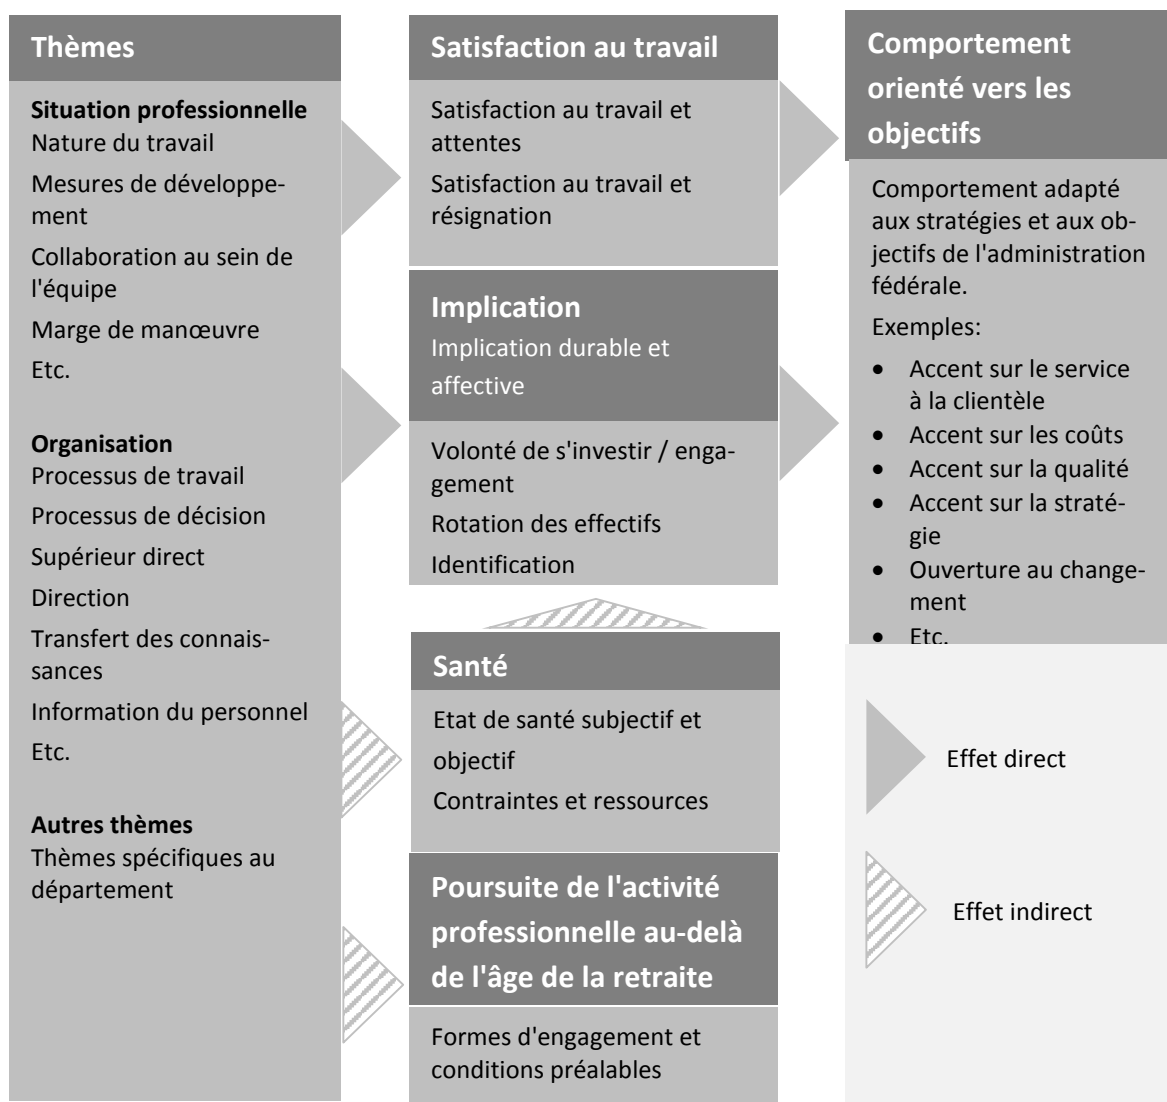 Thèmes
Situation professionnelle
Nature du travail
Mesures de développe-
ment
Collaboration au sein de
l'équipe
Marge de manœuvre
Etc.
Organisation
Processus de travail
Processus de décision
Supérieur direct
Direction
Transfert des connais-
sances
Information du personnel
Etc.
Autres thèmes
Thèmes spécifiques au
département
Satisfaction au travail
Satisfaction au travail et
attentes
Satisfaction au travail et
résignation
Implication
Implication durable et
affective
Volonté de s'investir / enga-
gement
Rotation des effectifs
Identification
Santé
Etat de santé subjectif et
objectif
Contraintes et ressources
Poursuite de l'activité
professionnelle au-delà
de l'âge de la retraite
Formes d'engagement et
conditions préalables
Comportement
orienté vers les
objectifs
Comportement adapté
aux stratégies et aux ob-
jectifs de l'administration
fédérale.
Exemples:
• Accent sur le service
à la clientèle
• Accent sur les coûts
• Accent sur la qualité
• Accent sur la straté-
gie
• Ouverture au change-
ment
• Etc.
Effet direct
Effet indirect